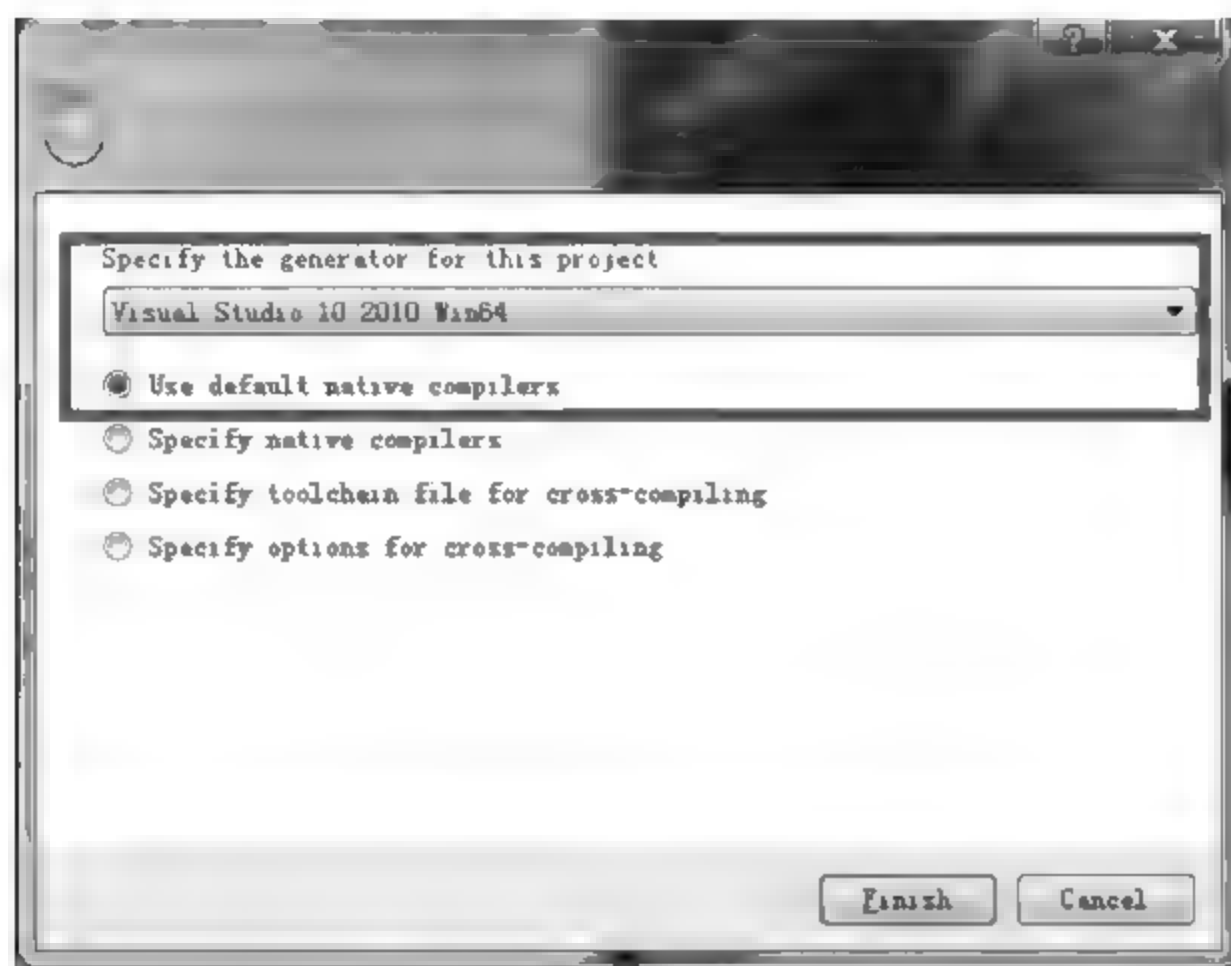 Specify the generator for this project
Visual Studio 10 2010 Win64
Use default native compilers
Specify native compilers
Specify toolchain file for cross-compiling
Specify options for cross-compiling
Finish Cancel